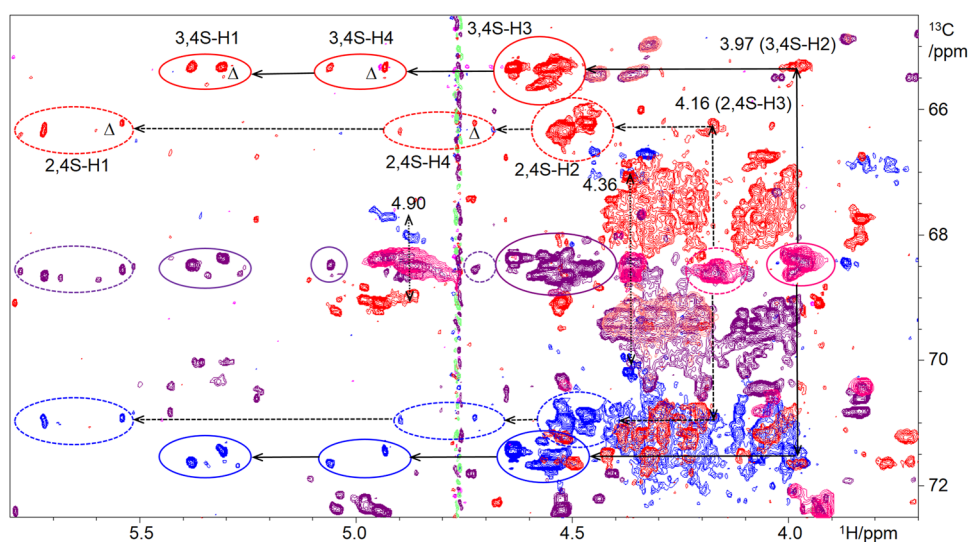 3,4S-H1
3,4S-H4
3,4S-H3
3.97 (3,4S-H2)
¹³C
/ppm
Δ
Δ
4.16 (2,4S-H3)
66
Δ
Δ
2,4S-H1
2,4S-H4
2,4S-H2
4.36
4.90
68
70
72
5.5
5.0
4.5
4.0
¹H/ppm